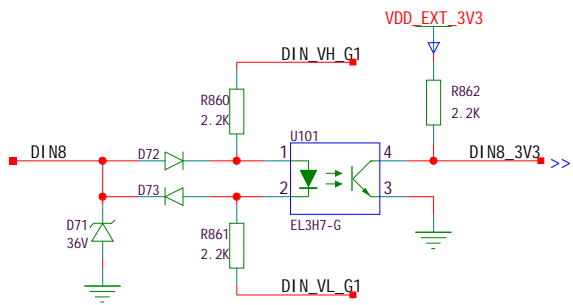 VDD_EXT_3V3
DIN_VH_G1
R860
2.2K
R862
2.2K
U101
DIN8
D72
1
4
DIN8_3V3
>>
D73
2
3
D71
36V
R861
2.2K
EL3H7-G
DIN_VL_G1